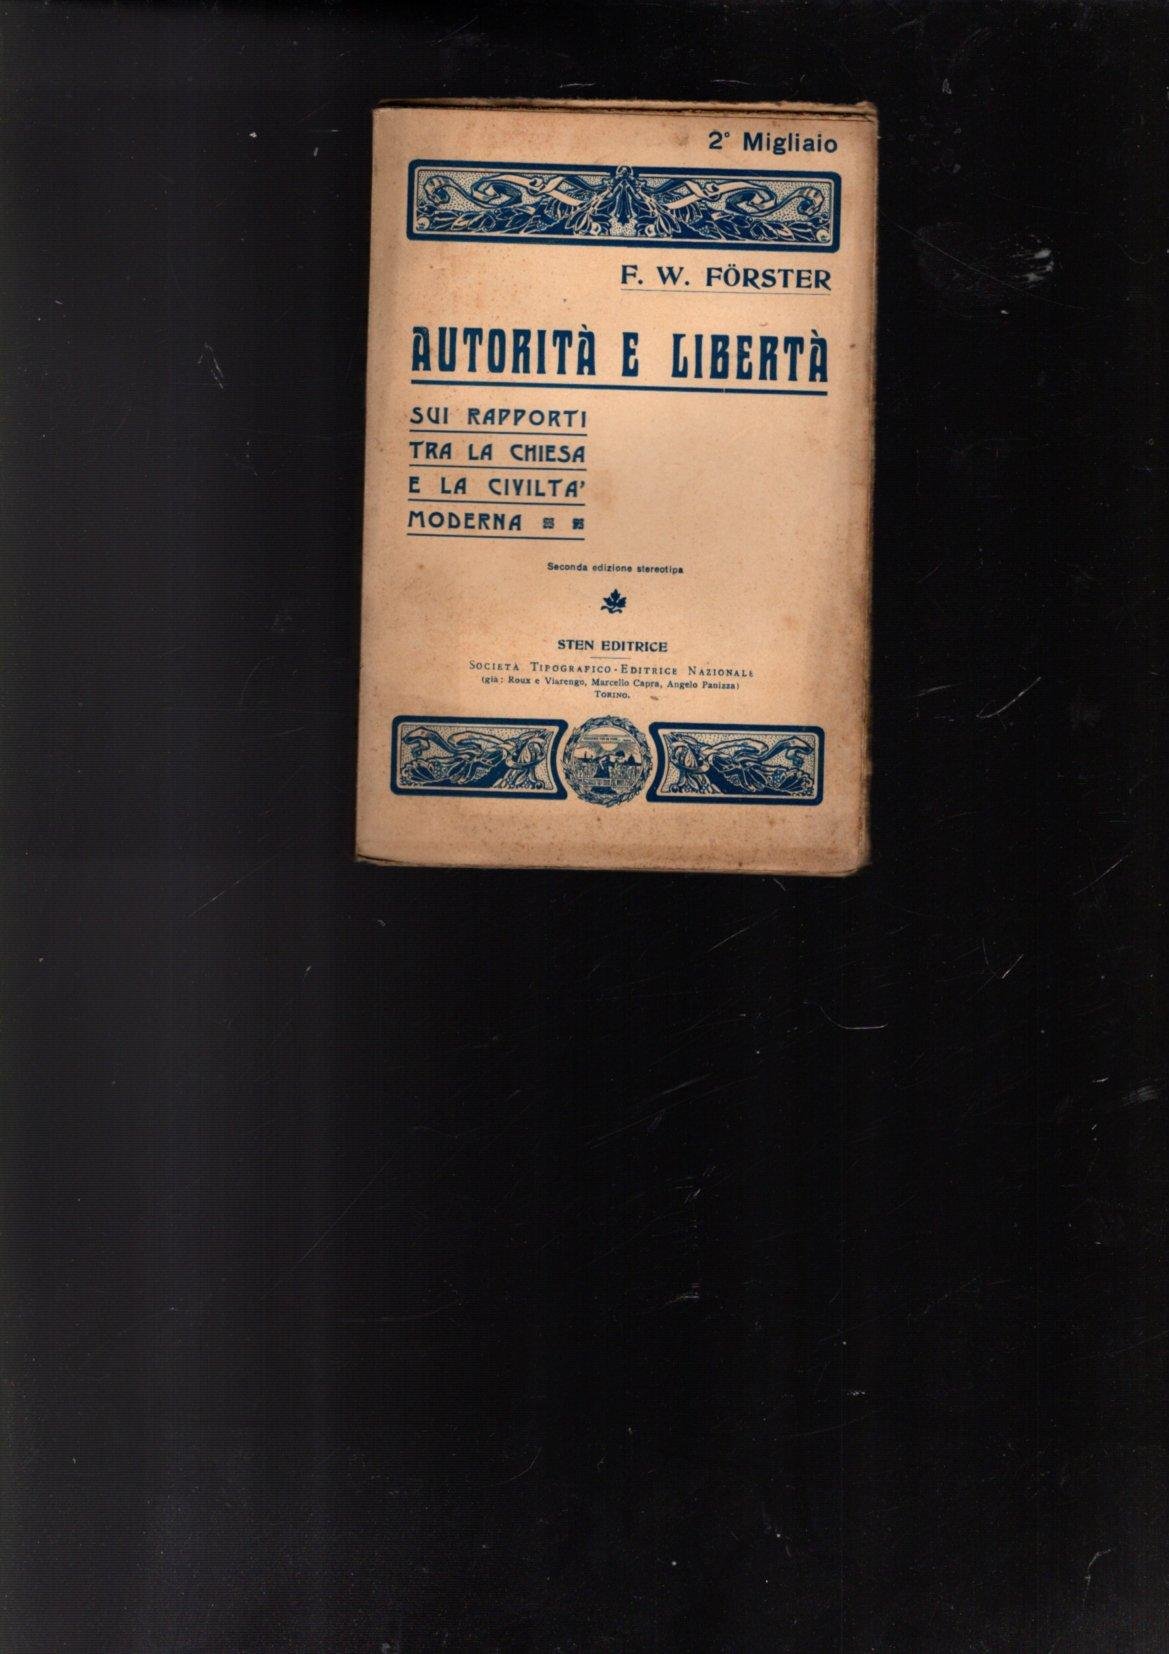 2° Migliaio
F. W. FÖRSTER
AUTORITÀ E LIBERTÀ
SUI RAPPORTI
TRA LA CHIESA
E LA CIVILTA'
MODERNA
Seconda edizione stereotipa
STEN EDITRICE
SOCIETÀ TIPOGRAFICO-EDITRICE NAZIONALE
(già: Roux e Viarengo, Marcello Capra, Angelo Panizza)
TORINO.